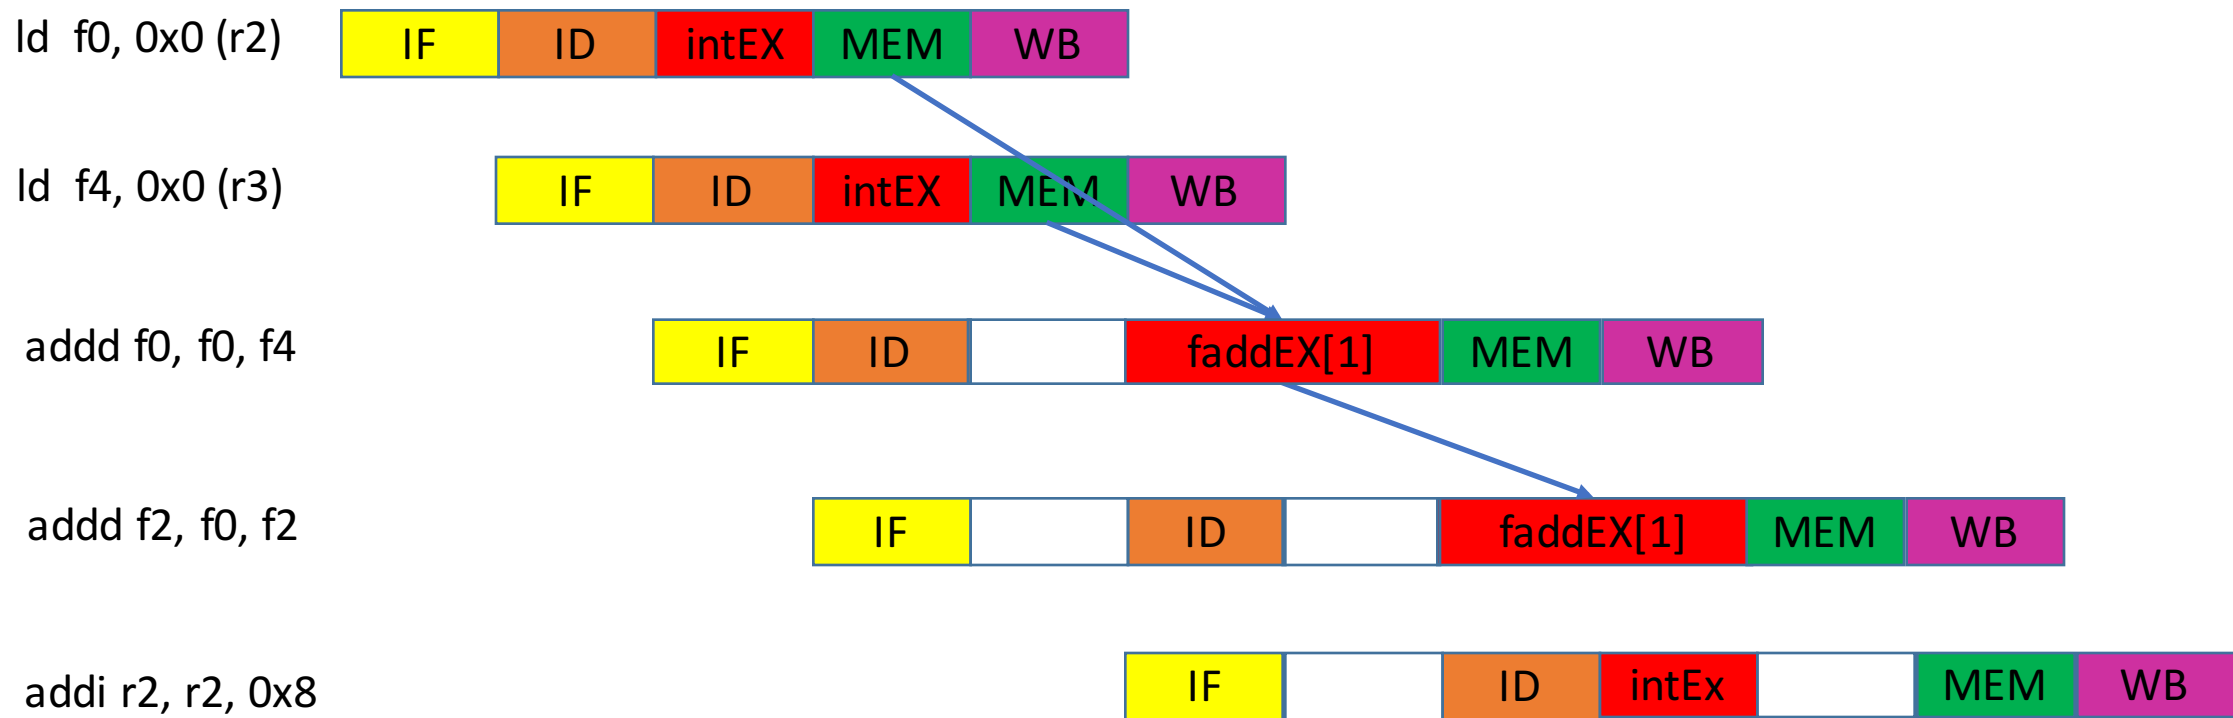 ld f0, 0x0 (r2) IF ID intEX MEM WB
ld f4, 0x0 (r3) IF ID intEX MEM WB
addd f0, f0, f4 IF ID faddEX[1] MEM WB
addd f2, f0, f2 IF ID faddEX[1] MEM WB
addi r2, r2, 0x8 IF ID intEx MEM WB